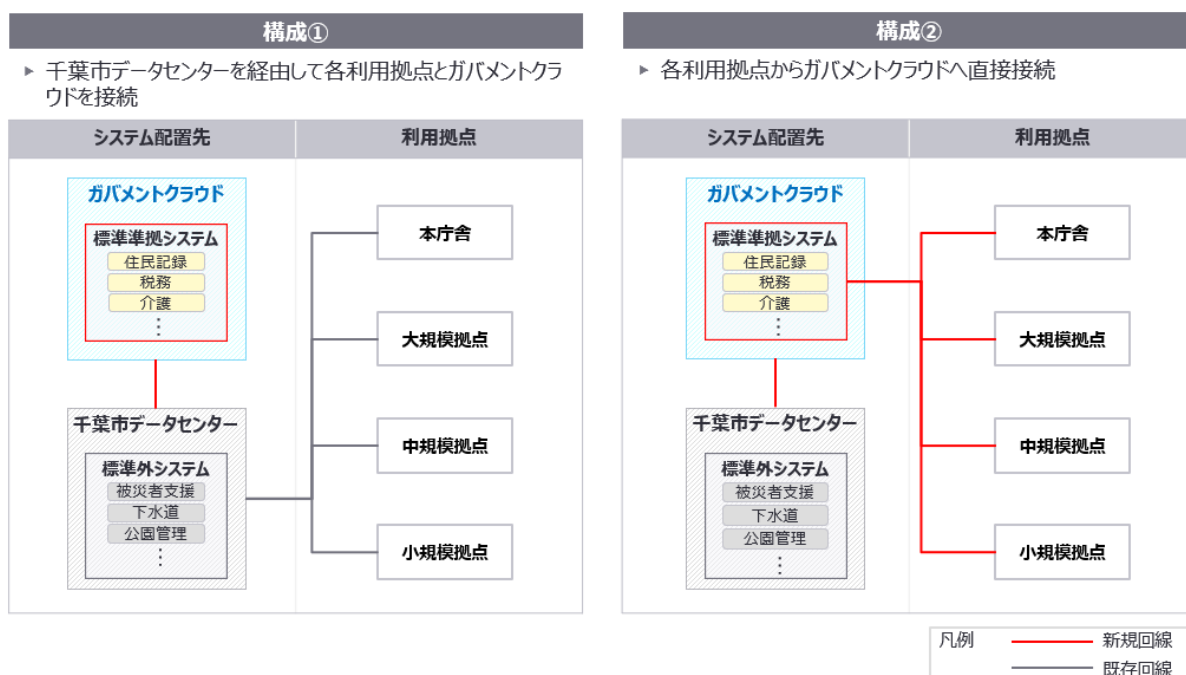 構成①
▶ 千葉市データセンターを経由して各利用拠点とガバメントクラ
ウドを接続
システム配置先
利用拠点
ガバメントクラウド
標準準拠システム
住民記録
税務
介護
⋮
千葉市データセンター
標準外システム
被災者支援
下水道
公園管理
⋮
本庁舎
大規模拠点
中規模拠点
小規模拠点
構成②
▶ 各利用拠点からガバメントクラウドへ直接接続
システム配置先
利用拠点
ガバメントクラウド
標準準拠システム
住民記録
税務
介護
⋮
千葉市データセンター
標準外システム
被災者支援
下水道
公園管理
⋮
本庁舎
大規模拠点
中規模拠点
小規模拠点
凡例
新規回線
既存回線